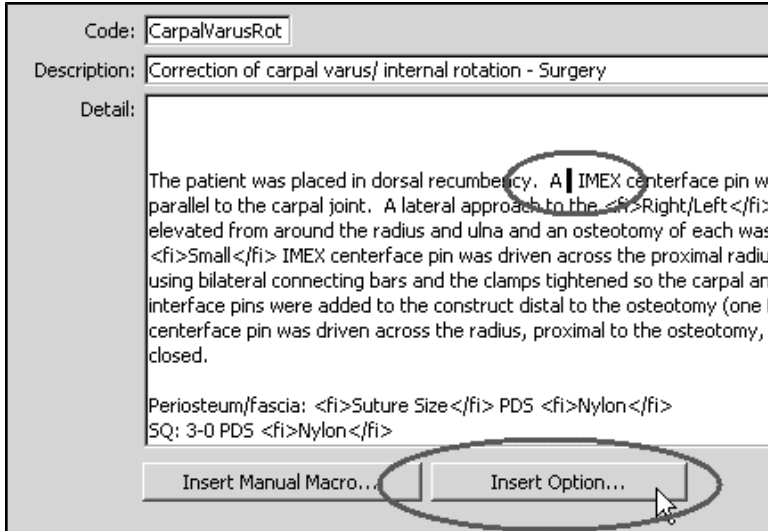 Code: CarpalVarusRot
Description: Correction of carpal varus/ internal rotation - Surgery
Detail:
The patient was placed in dorsal recumbency. A IMEX centerface pin w
parallel to the carpal joint. A lateral approach to the <fi>Right/Left</fi>
elevated from around the radius and ulna and an osteotomy of each was
<fi>Small</fi> IMEX centerface pin was driven across the proximal radiu
using bilateral connecting bars and the clamps tightened so the carpal an
interface pins were added to the construct distal to the osteotomy (one
centerface pin was driven across the radius, proximal to the osteotomy,
closed.
Periosteum/fascia: <fi>Suture Size</fi> PDS <fi>Nylon</fi>
SQ: 3-0 PDS <fi>Nylon</fi>
Insert Manual Macro... Insert Option...